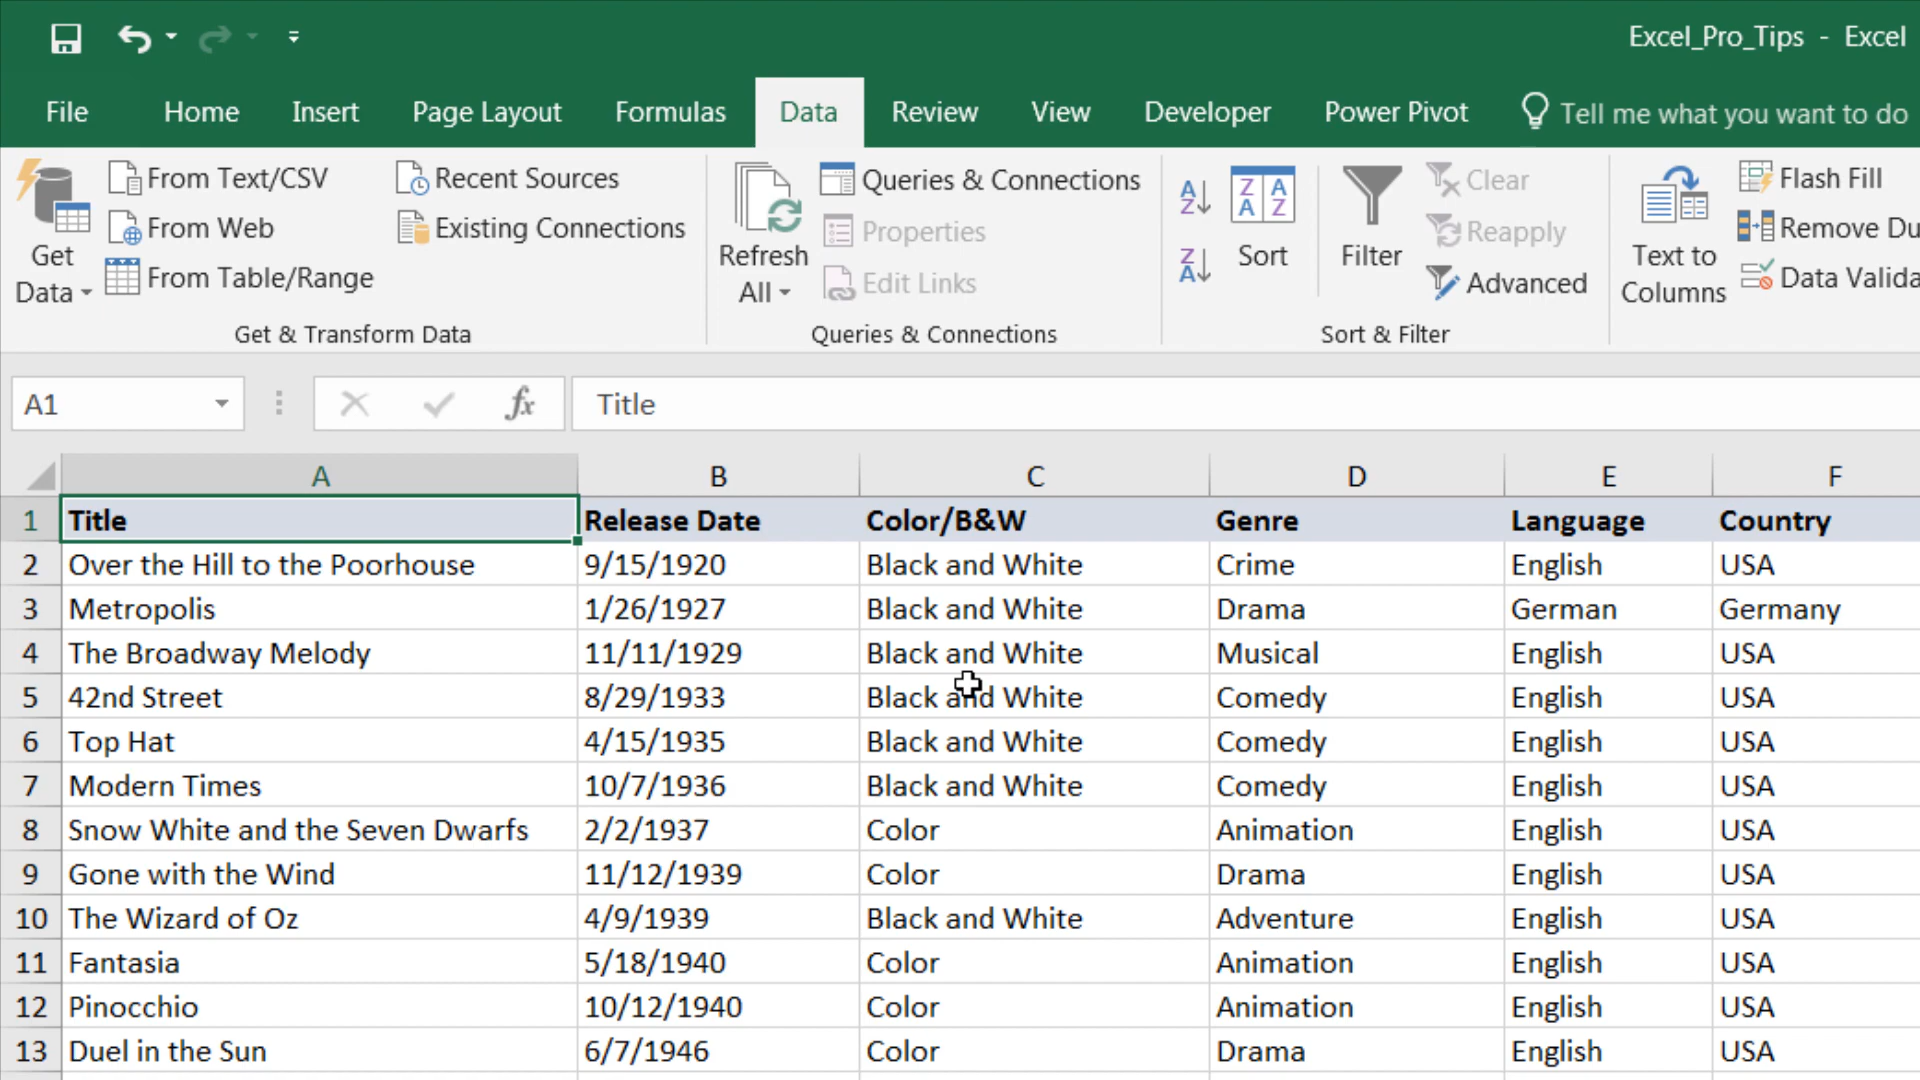 Excel_Pro_Tips - Excel
File Home Insert Page Layout Formulas Data Review View Developer Power Pivot Tell me what you want to do
Get Data
From Text/CSV
From Web
From Table/Range
Recent Sources
Existing Connections
Get & Transform Data
Refresh All
Queries & Connections
Properties
Edit Links
Queries & Connections
Sort
Filter
Clear
Reapply
Advanced
Sort & Filter
Text to Columns
Flash Fill
Remove Du
Data Valida
A1 fx Title
A B C D E F
1 Title Release Date Color/B&W Genre Language Country
2 Over the Hill to the Poorhouse 9/15/1920 Black and White Crime English USA
3 Metropolis 1/26/1927 Black and White Drama German Germany
4 The Broadway Melody 11/11/1929 Black and White Musical English USA
5 42nd Street 8/29/1933 Black and White Comedy English USA
6 Top Hat 4/15/1935 Black and White Comedy English USA
7 Modern Times 10/7/1936 Black and White Comedy English USA
8 Snow White and the Seven Dwarfs 2/2/1937 Color Animation English USA
9 Gone with the Wind 11/12/1939 Color Drama English USA
10 The Wizard of Oz 4/9/1939 Black and White Adventure English USA
11 Fantasia 5/18/1940 Color Animation English USA
12 Pinocchio 10/12/1940 Color Animation English USA
13 Duel in the Sun 6/7/1946 Color Drama English USA